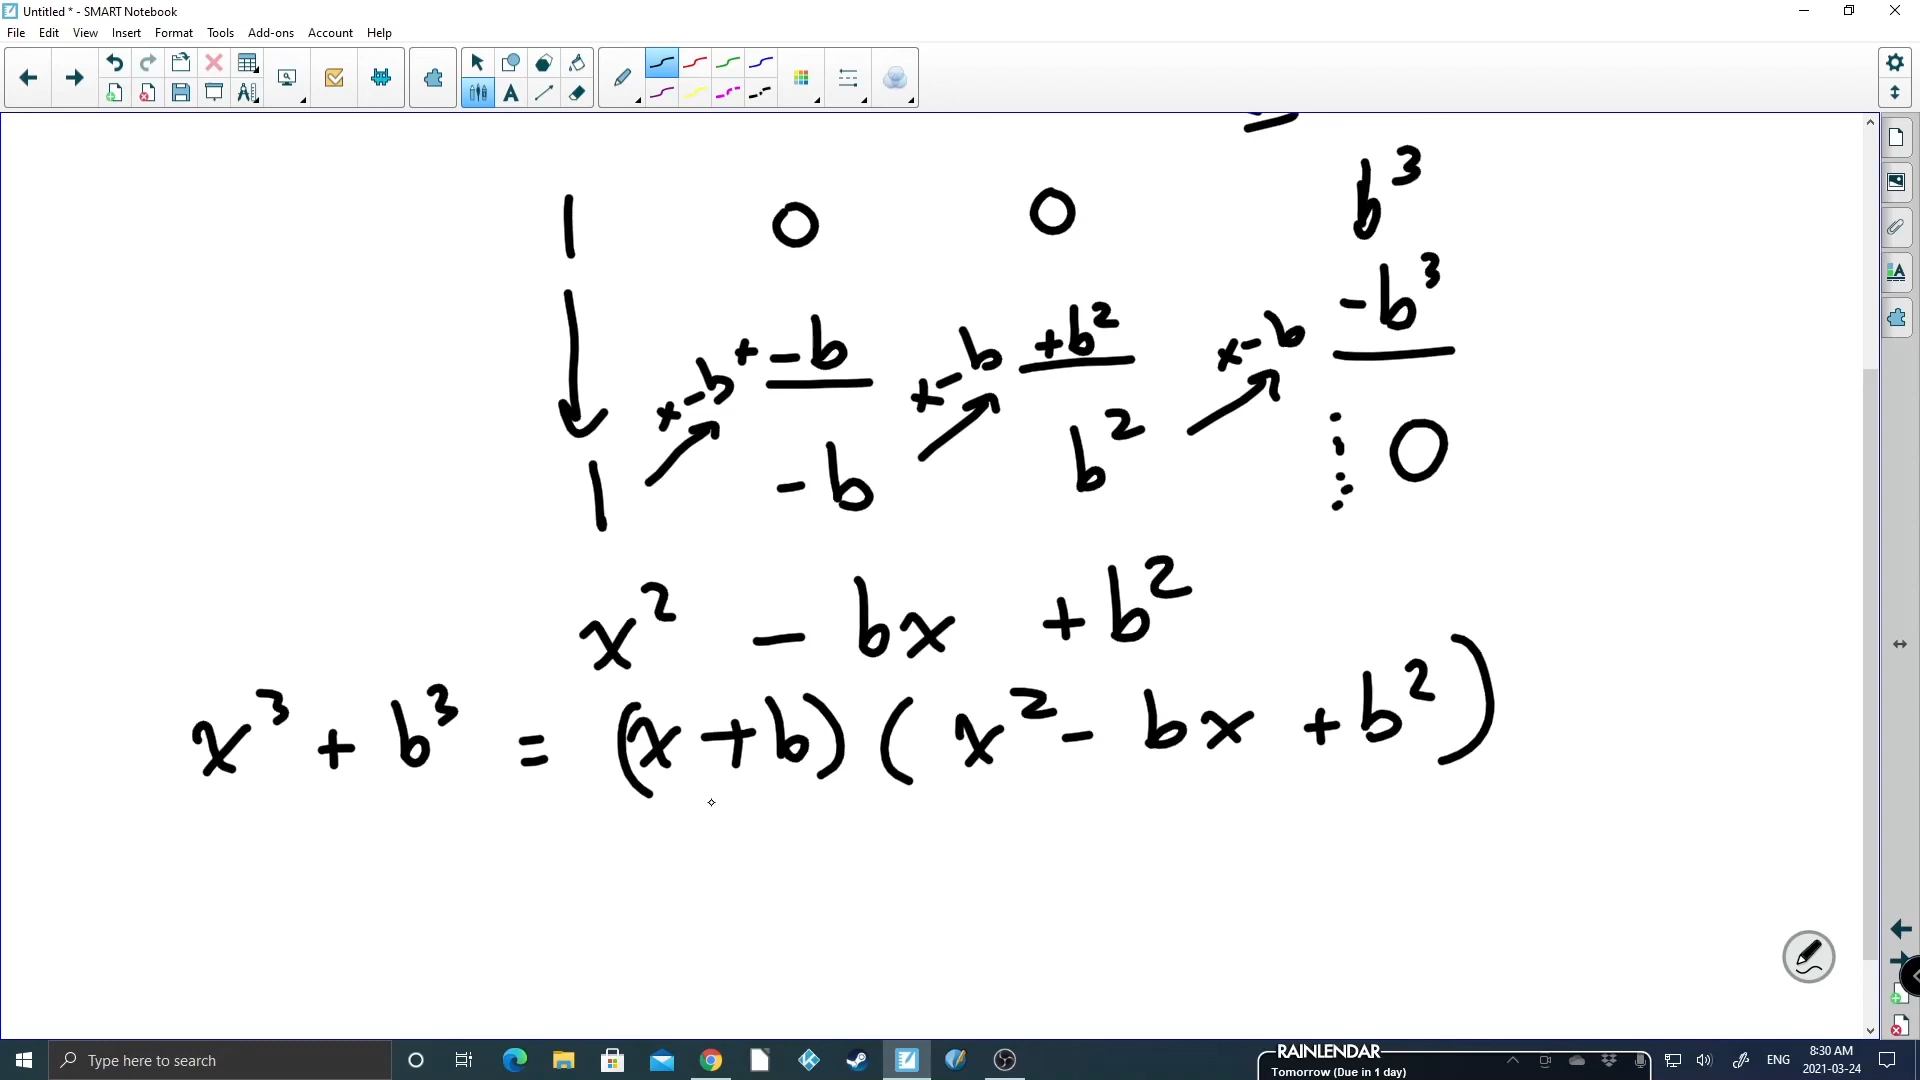 Untitled * - SMART Notebook
File Edit View Insert Format Tools Add-ons Account Help
1 0 0 b³
-b +b² -b³
x-b + x-b x-b
1 -b b² 0
x² - bx + b²
x³ + b³ = (x + b) (x² - bx + b²)
Type here to search
RAINLENDAR
Tomorrow (Due in 1 day)
ENG
8:30 AM
2021-03-24